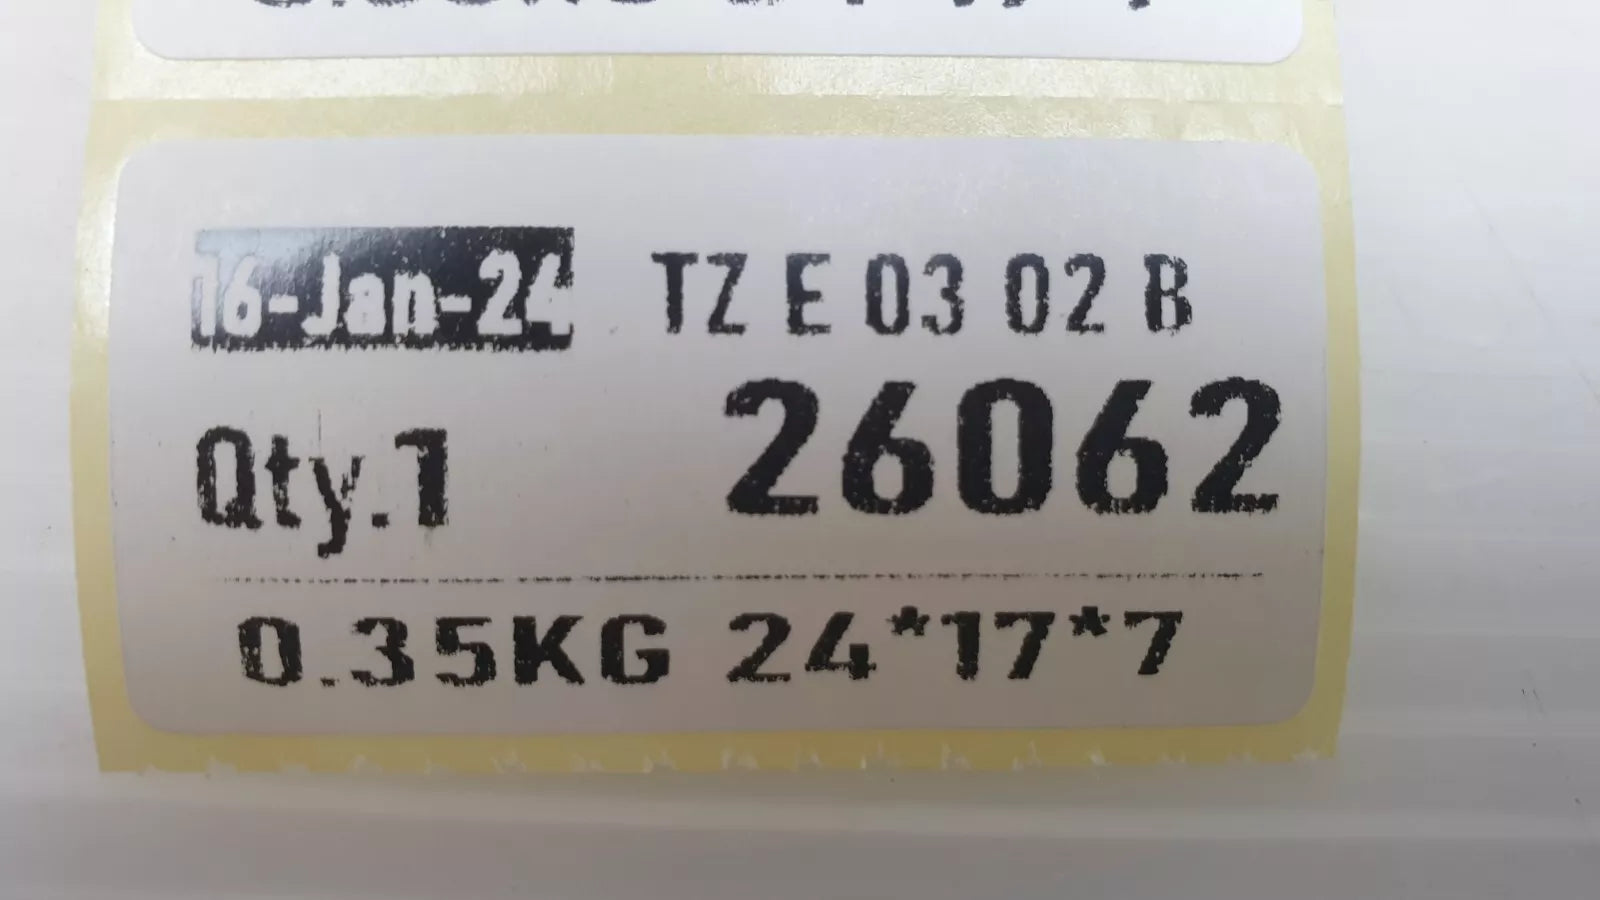 16-Jan-24 TZ E 03 02 B
Qty.1 26062
0.35KG 24*17*7